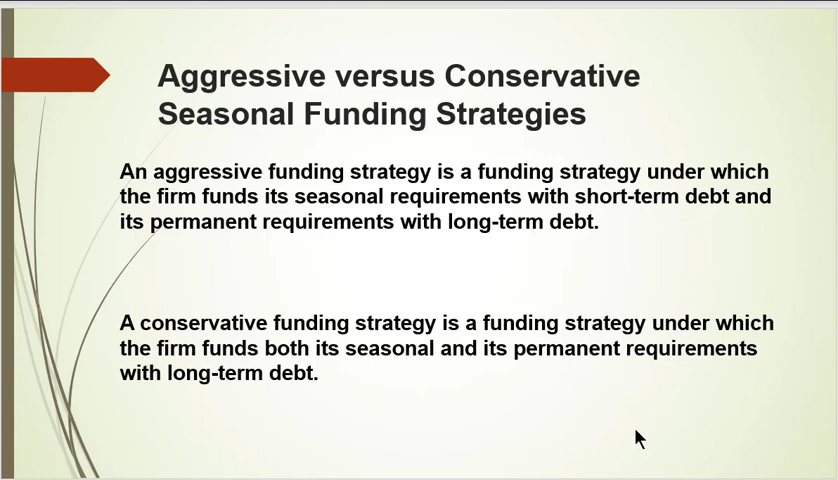 Aggressive versus Conservative
Seasonal Funding Strategies
An aggressive funding strategy is a funding strategy under which
the firm funds its seasonal requirements with short-term debt and
its permanent requirements with long-term debt.
A conservative funding strategy is a funding strategy under which
the firm funds both its seasonal and its permanent requirements
with long-term debt.